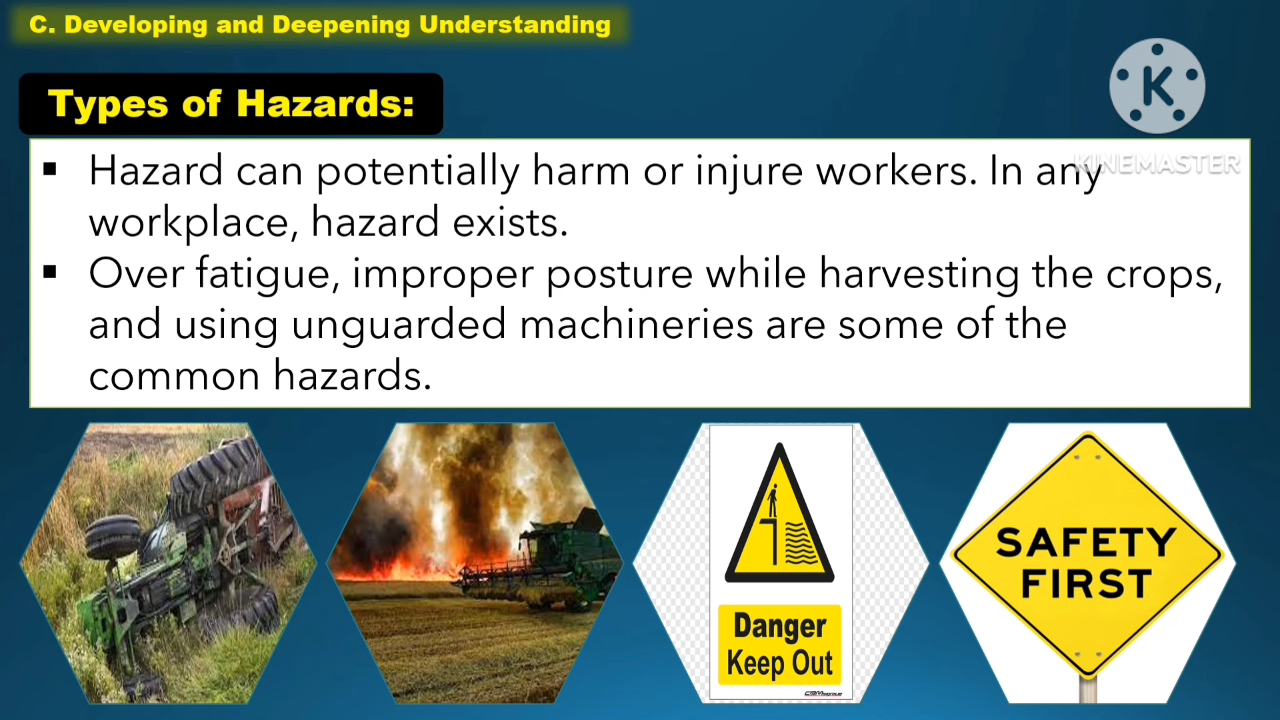 C. Developing and Deepening Understanding
K
KINEMASTER
Types of Hazards:
▪ Hazard can potentially harm or injure workers. In any
workplace, hazard exists.
▪ Over fatigue, improper posture while harvesting the crops,
and using unguarded machineries are some of the
common hazards.
Danger
Keep Out
SAFETY
FIRST